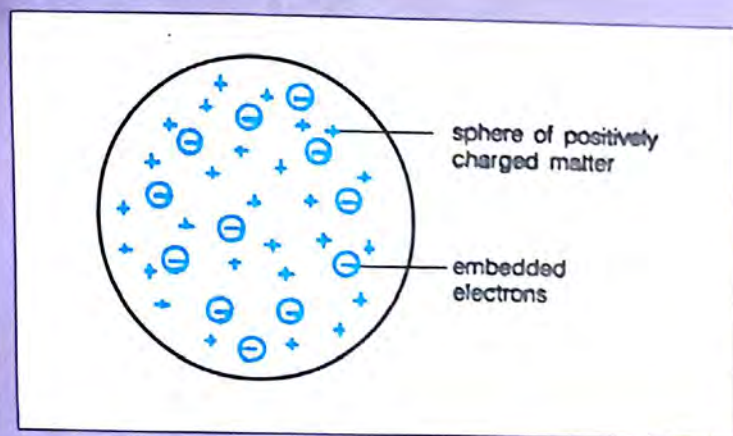 sphere of positively
charged matter
embedded
electrons